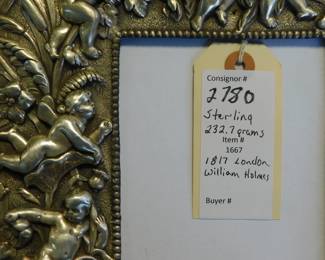 Consignor #
2780
Sterling
232.7 grams
Item #
1667
1817 London
William Holmes
Buyer #